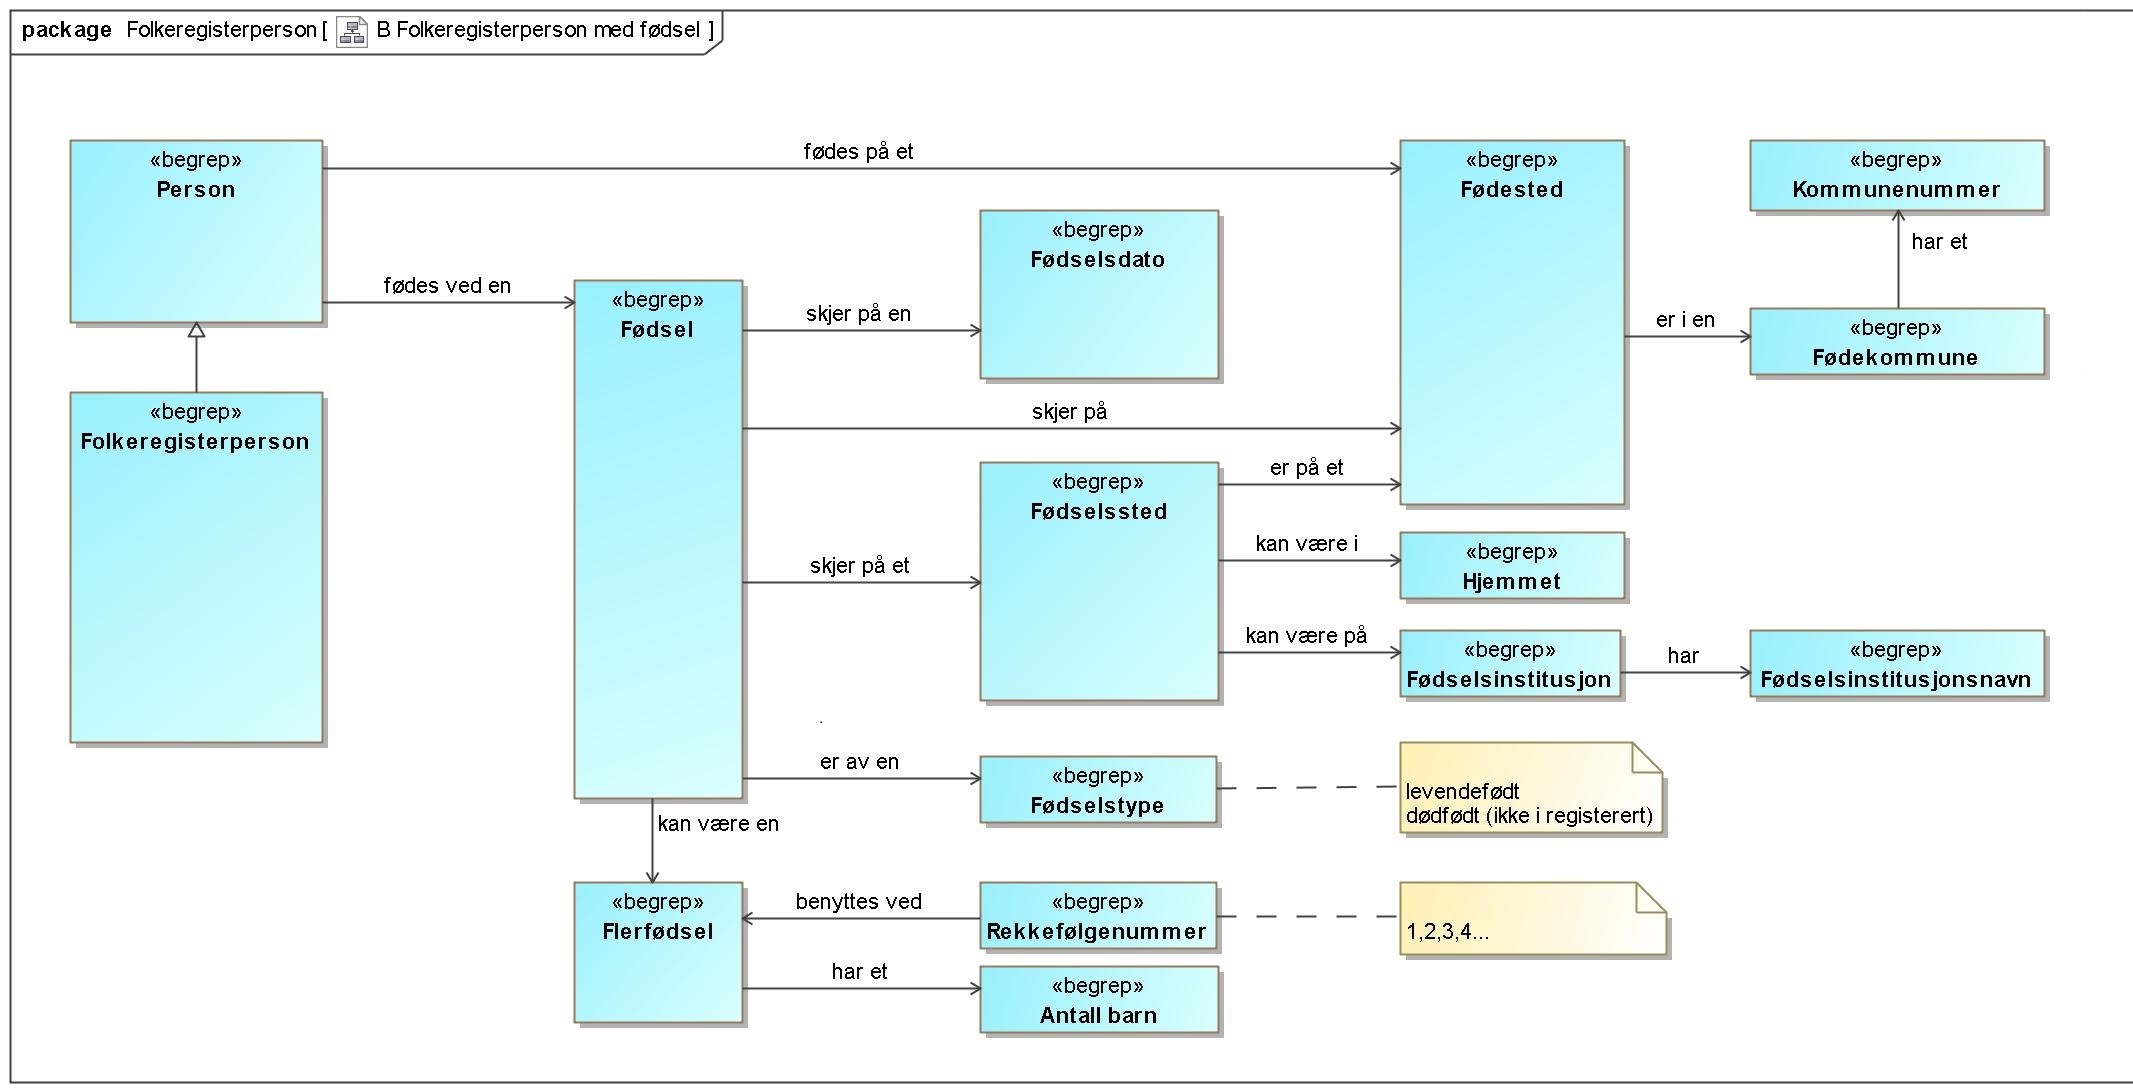 package Folkeregisterperson [ B Folkeregisterperson med fødsel ]
«begrep»
Person
fødes på et
«begrep»
Fødested
«begrep»
Kommunenummer
har et
«begrep»
Fødselsdato
fødes ved en
«begrep»
Fødsel
skjer på en
er i en
«begrep»
Fødekommune
«begrep»
Folkeregisterperson
skjer på
«begrep»
Fødselssted
er på et
skjer på et
kan være i
«begrep»
Hjemmet
kan være på
«begrep»
Fødselsinstitusjon
har
«begrep»
Fødselsinstitusjonsnavn
er av en
«begrep»
Fødselstype
levendefødt
dødfødt (ikke i registerert)
kan være en
«begrep»
Flerfødsel
benyttes ved
«begrep»
Rekkefølgenummer
1,2,3,4...
har et
«begrep»
Antall barn